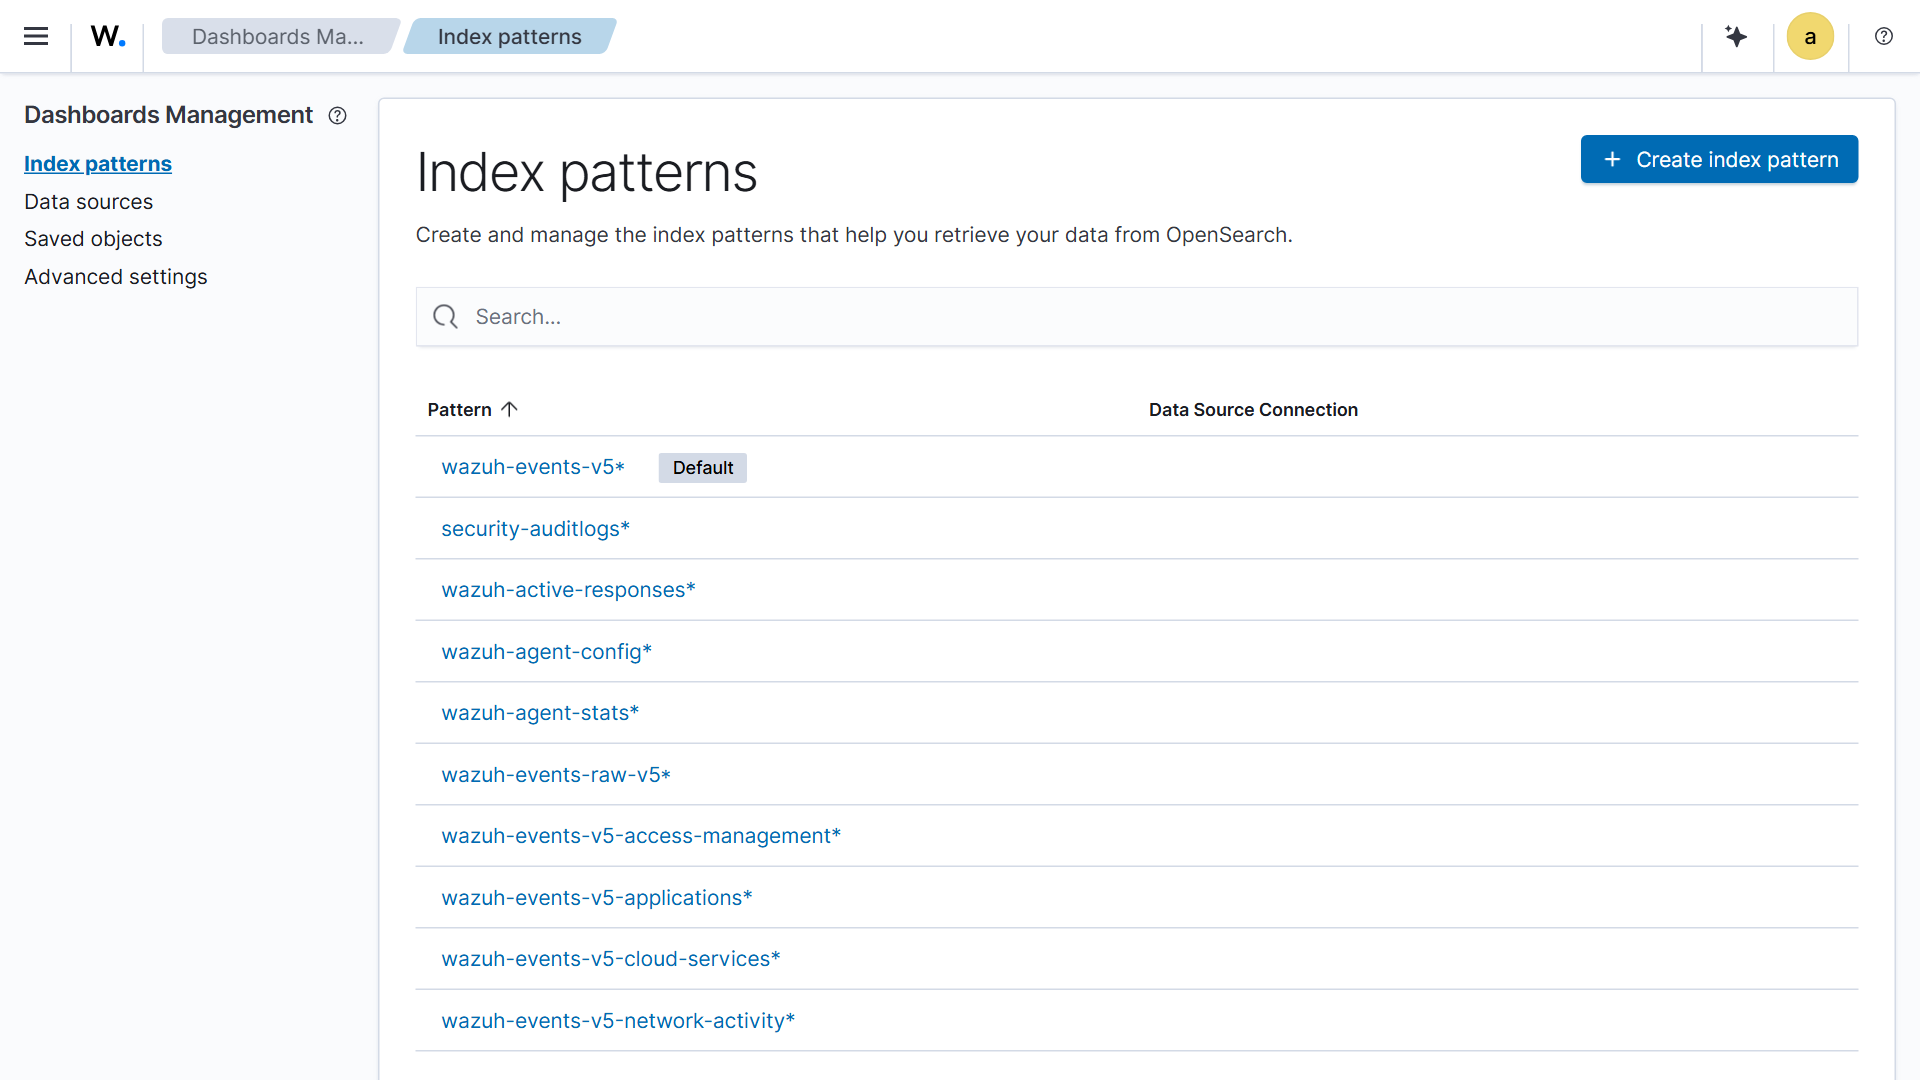 W.
Dashboards Ma...
Index patterns
a
Dashboards Management
Index patterns
Data sources
Saved objects
Advanced settings
Index patterns
Create index pattern
Create and manage the index patterns that help you retrieve your data from OpenSearch.
Search...
Pattern
Data Source Connection
wazuh-events-v5*
Default
security-auditlogs*
wazuh-active-responses*
wazuh-agent-config*
wazuh-agent-stats*
wazuh-events-raw-v5*
wazuh-events-v5-access-management*
wazuh-events-v5-applications*
wazuh-events-v5-cloud-services*
wazuh-events-v5-network-activity*